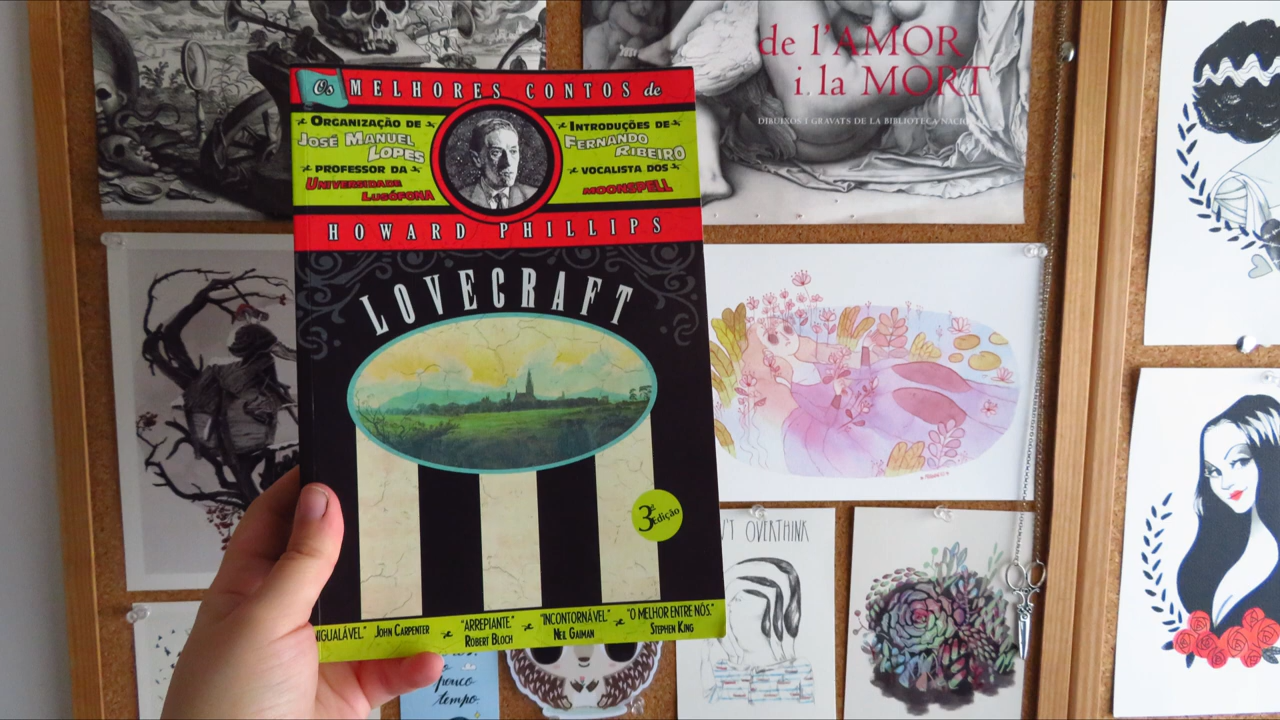 de l'AMOR
i la MORT
DIBUIXOS I GRAVATS DE LA BIBLIOTECA
Os MELHORES CONTOS de
ORGANIZAÇÃO DE
JOSÉ MANUEL
LOPES
PROFESSOR DA
UNIVERSIDADE
LUSÓFONA
INTRODUÇÕES DE
FERNANDO
RIBEIRO
VOCALISTA DOS
MOONSPELL
HOWARD PHILLIPS
LOVECRAFT
3ª
Edição
NIGUALÁVEL." JOHN CARPENTER
"ARREPIANTE."
ROBERT BLOCH
"INCONTORNÁVEL."
NEIL GAIMAN
"O MELHOR ENTRE NÓS."
STEPHEN KING
'T OVERTHINK
pouco
tempo.